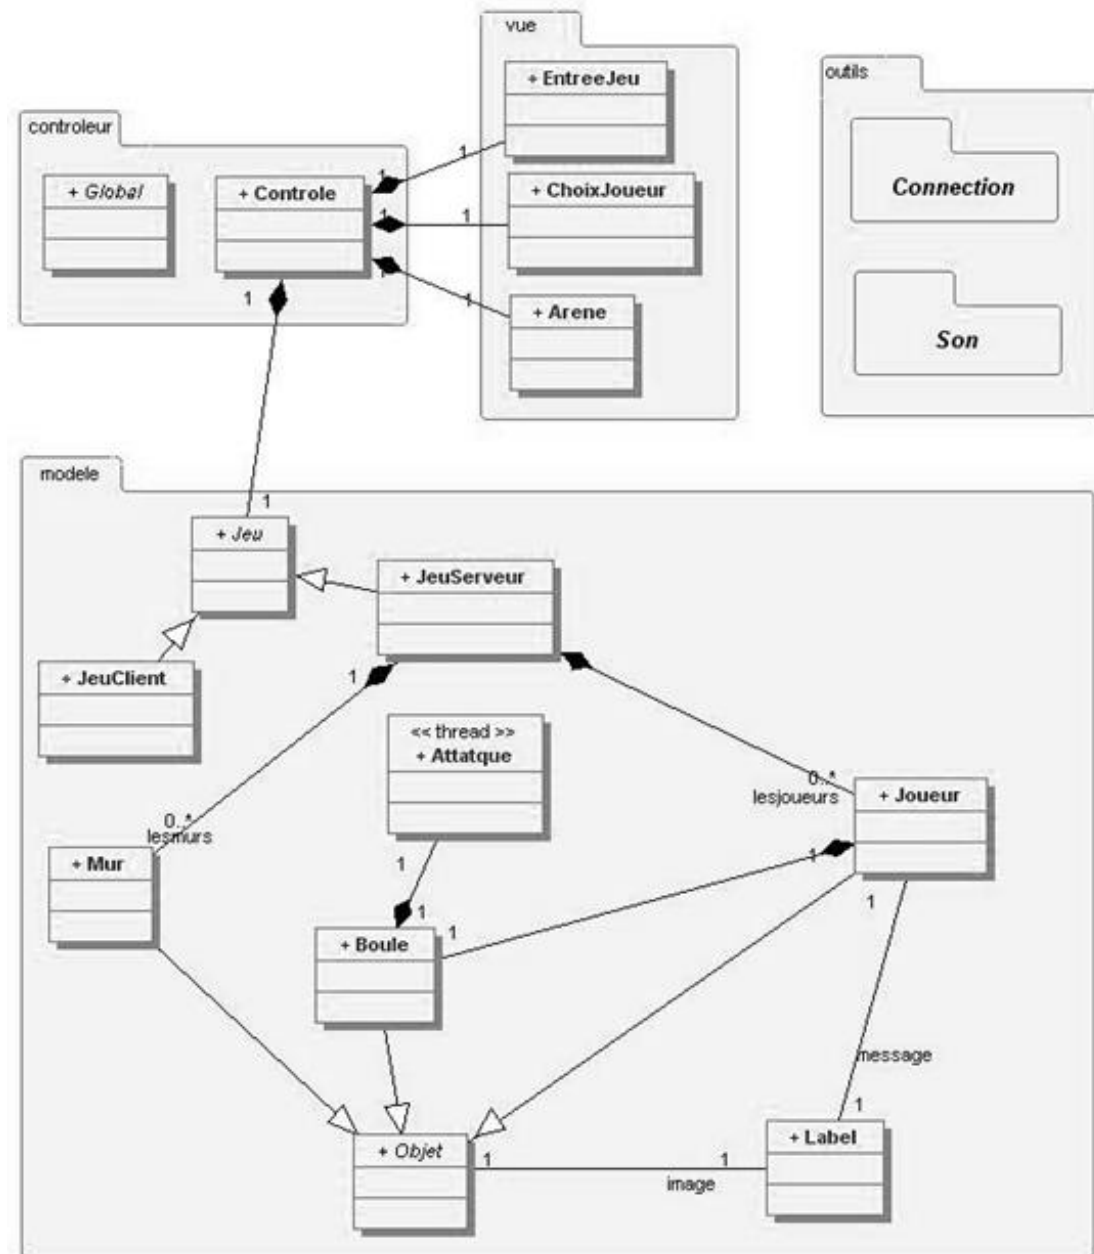 vue
+ EntreeJeu
outils
controleur
1
1
Connection
+ Global
+ Controle
+ ChoixJoueur
1
1
1
1
1
+ Arene
Son
modele
1
+ Jeu
+ JeuServeur
+ JeuClient
1
<< thread >>
+ Attatque
0..*
lesjoueurs
+ Joueur
0..*
lesmurs
+ Mur
1
1
1
1
1
+ Boule
message
1
+ Label
+ Objet
1
1
image